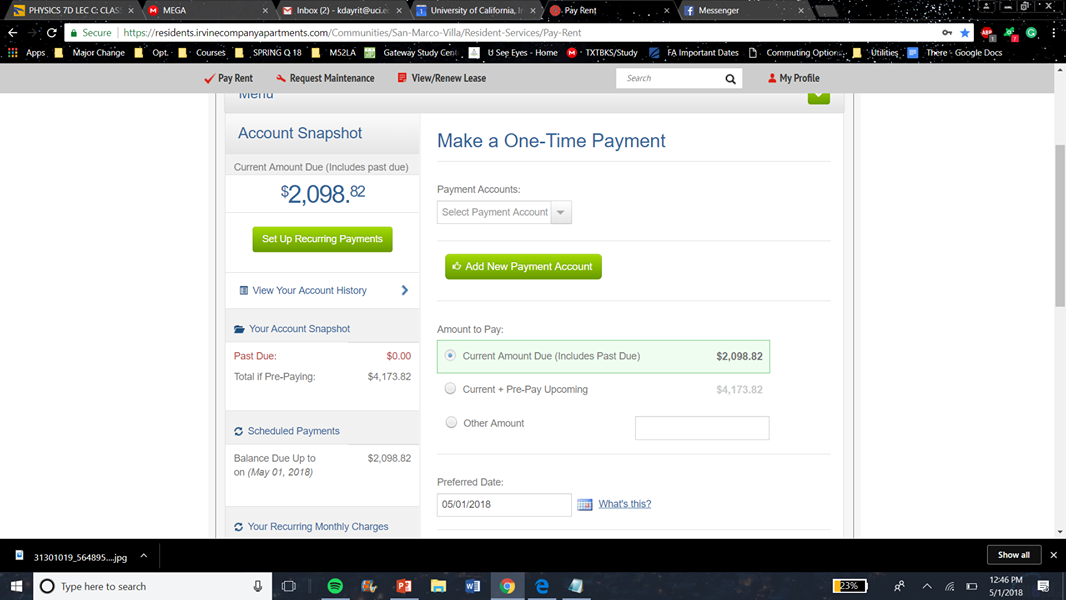 PHYSICS 7D LEC C: CLAS
MEGA
Inbox (2) - kdayrit@uci.e
University of California, Ir
Pay Rent
Messenger
Secure
https://residents.irvinecompanyapartments.com/Communities/San-Marco-Villa/Resident-Services/Pay-Rent
Apps
Major Change
Opt.
Courses
SPRING Q 18
M52LA
Gateway Study Cent
U See Eyes - Home
TXTBKS/Study
FA Important Dates
Commuting Option
Utilities
There - Google Docs
Pay Rent
Request Maintenance
View/Renew Lease
Search
My Profile
Menu
Account Snapshot
Current Amount Due (Includes past due)
$2,098.82
Set Up Recurring Payments
View Your Account History
Your Account Snapshot
Past Due: $0.00
Total if Pre-Paying: $4,173.82
Scheduled Payments
Balance Due Up to $2,098.82
on (May 01, 2018)
Your Recurring Monthly Charges
Make a One-Time Payment
Payment Accounts:
Select Payment Account
Add New Payment Account
Amount to Pay:
Current Amount Due (Includes Past Due) $2,098.82
Current + Pre-Pay Upcoming $4,173.82
Other Amount
Preferred Date:
05/01/2018 What's this?
31301019_564895....jpg
Show all
Type here to search
23%
12:46 PM
5/1/2018